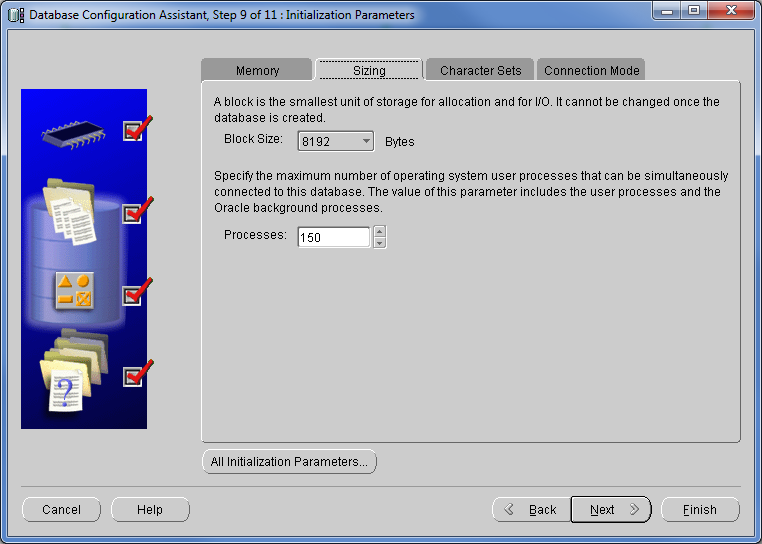 Database Configuration Assistant, Step 9 of 11 : Initialization Parameters
Memory
Sizing
Character Sets
Connection Mode
A block is the smallest unit of storage for allocation and for I/O. It cannot be changed once the
database is created.
Block Size: 8192 Bytes
Specify the maximum number of operating system user processes that can be simultaneously
connected to this database. The value of this parameter includes the user processes and the
Oracle background processes.
Processes: 150
?
All Initialization Parameters...
Cancel
Help
Back
Next
Finish